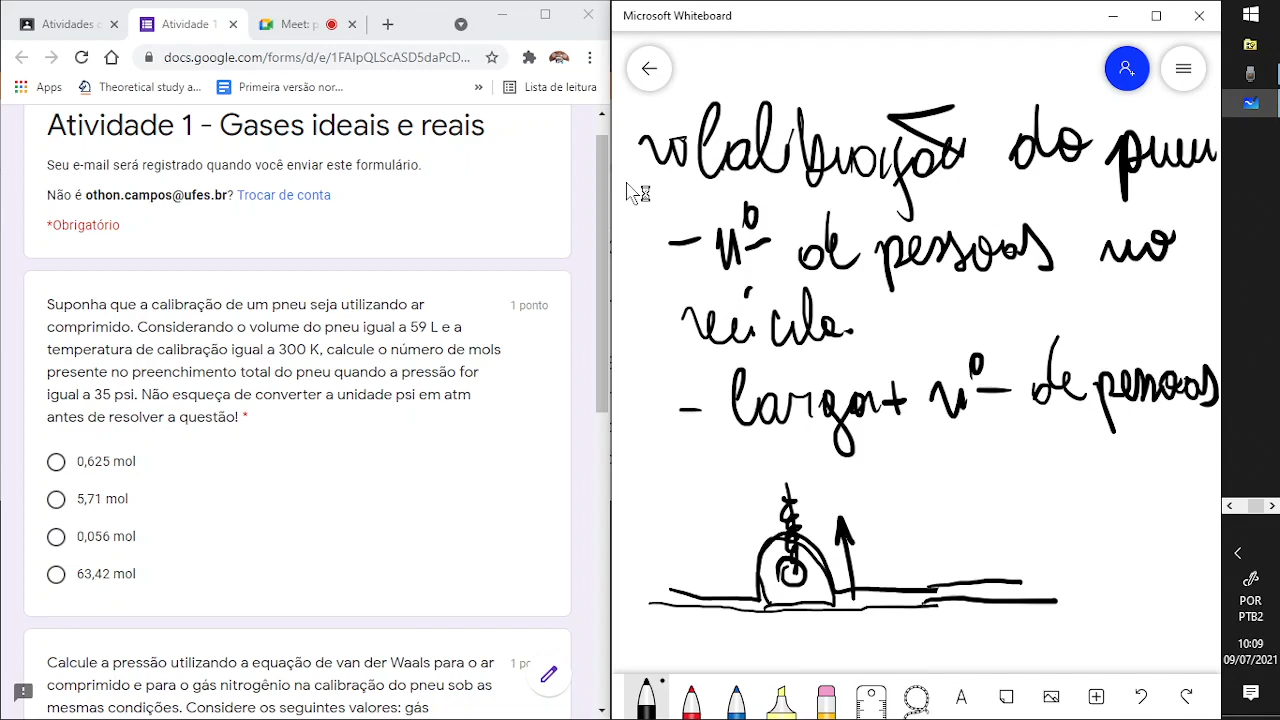 Atividades c
Atividade 1
Meet: p
docs.google.com/forms/d/e/1FAIpQLScASD5daPcD...
Apps
Theoretical study a...
Primeira versão nor...
»
Lista de leitura
Atividade 1 - Gases ideais e reais
Seu e-mail será registrado quando você enviar este formulário.
Não é othon.campos@ufes.br? Trocar de conta
*Obrigatório
Suponha que a calibração de um pneu seja utilizando ar
1 ponto
comprimido. Considerando o volume do pneu igual a 59 L e a
temperatura de calibração igual a 300 K, calcule o número de mols
presente no preenchimento total do pneu quando a pressão for
igual a 35 psi. Não esqueça de converter a unidade psi em atm
antes de resolver a questão! *
0,625 mol
5,71 mol
0,056 mol
63,42 mol
Calcule a pressão utilizando a equação de van der Waals para o ar
1 p
comprimido e para o gás nitrogênio na calibração do pneu sob as
mesmas condições. Considere os seguintes valores: gás
Microsoft Whiteboard
do pneu
- nº de pessoas no
veículo.
- carga + nº de pessoas
A
POR
PTB2
10:09
09/07/2021